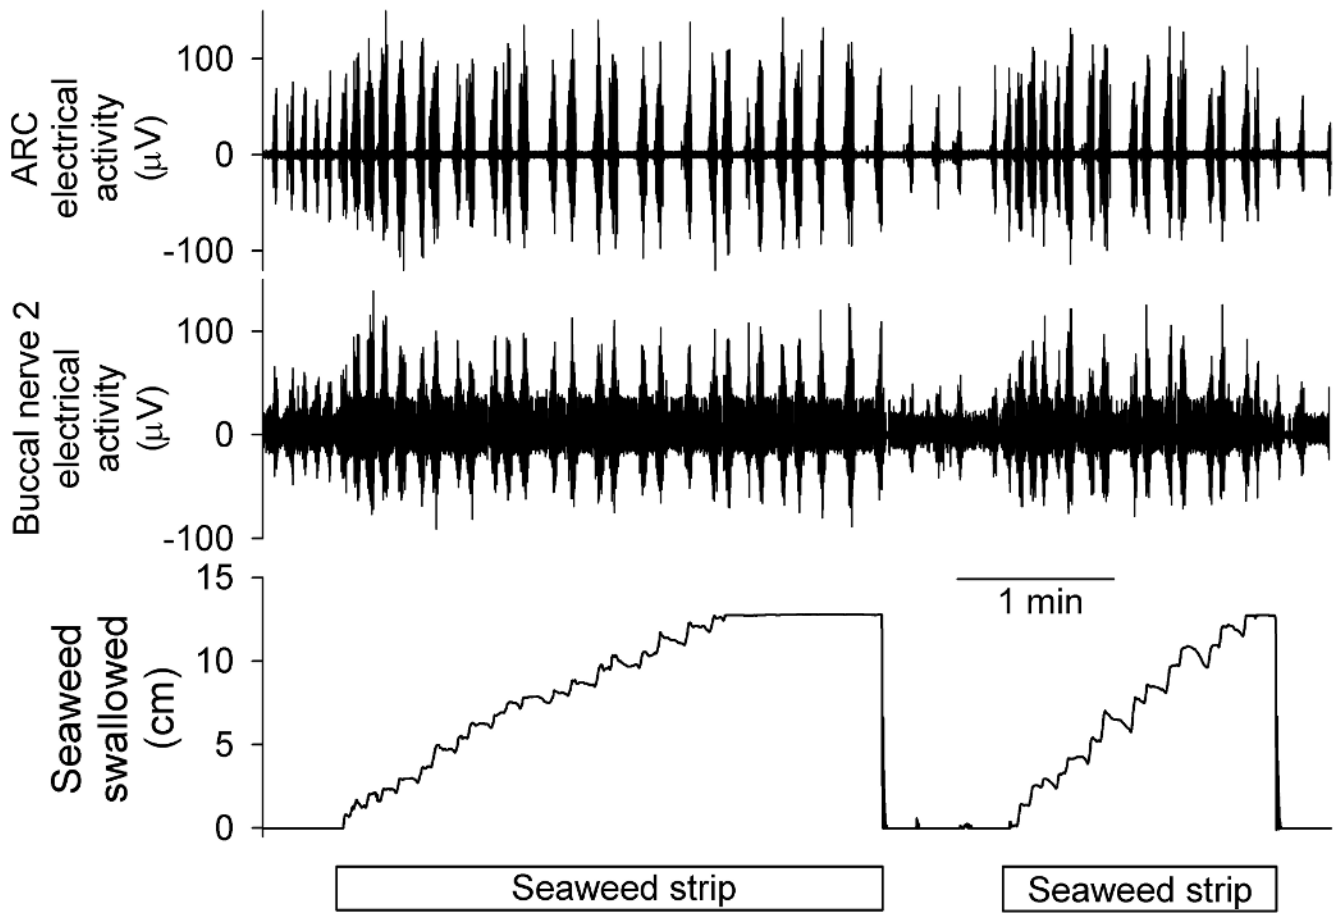 ARC
electrical
activity
(μV)
100
0
-100
Buccal nerve 2
electrical
activity
(μV)
100
0
-100
Seaweed
swallowed
(cm)
15
10
5
0
1 min
Seaweed strip
Seaweed strip